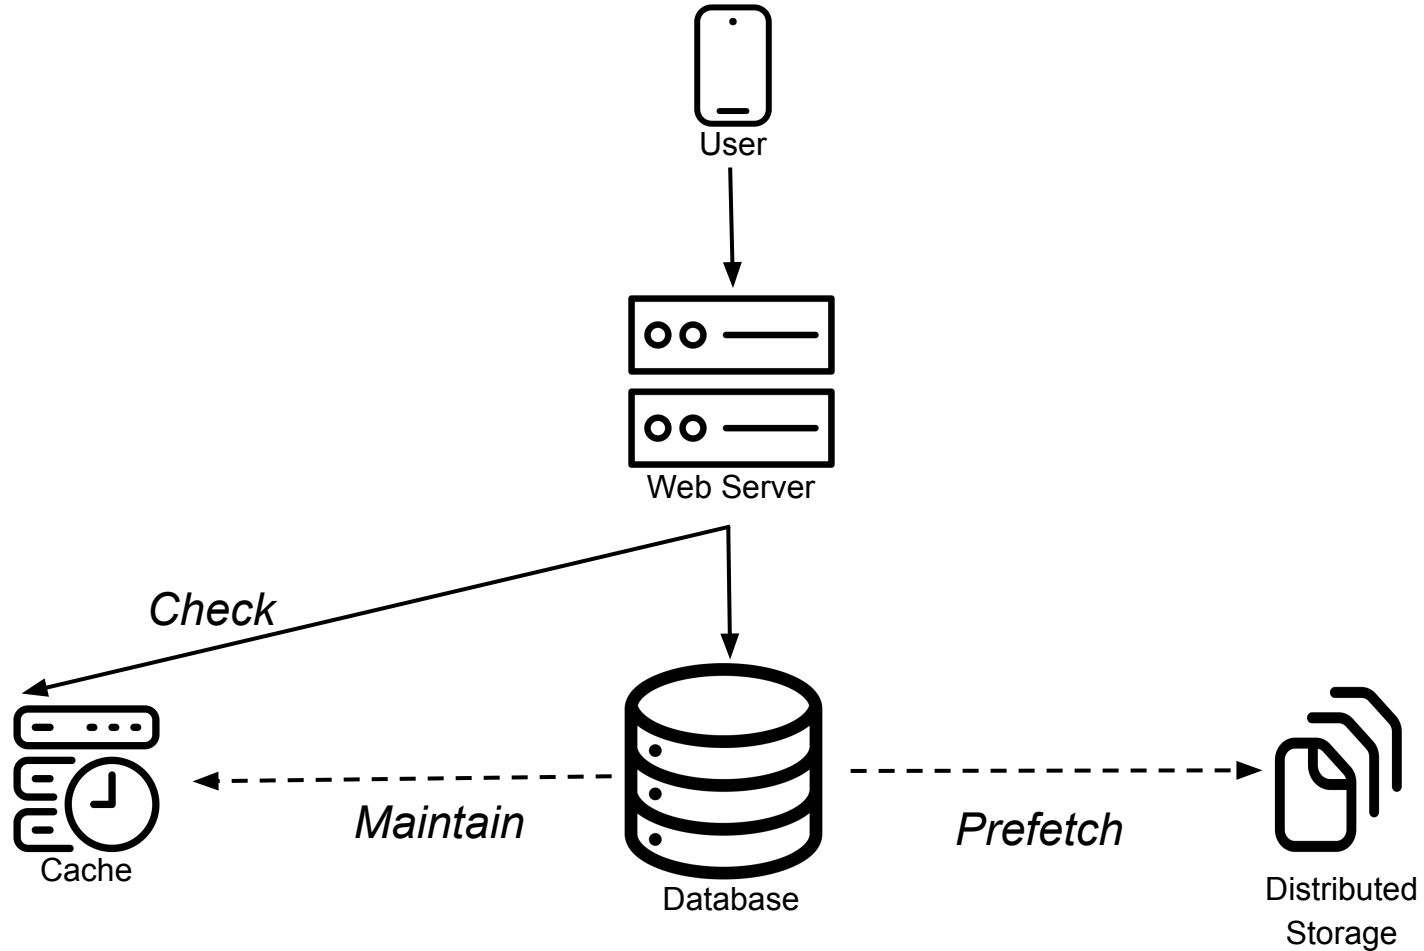 User
Web Server
Check
Maintain
Prefetch
Cache
Database
Distributed
Storage